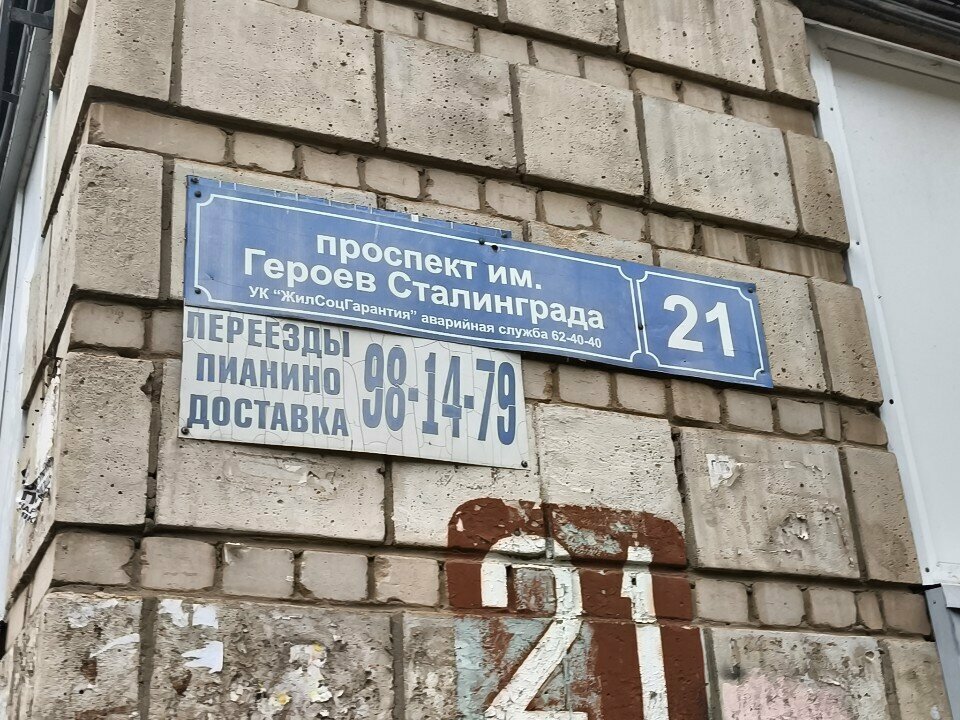 проспект им.
Героев Сталинграда
УК "ЖилСоцГарантия" аварийная служба 62-40-40
21
ПЕРЕЕЗДЫ
ПИАНИНО
ДОСТАВКА
98-14-79
21